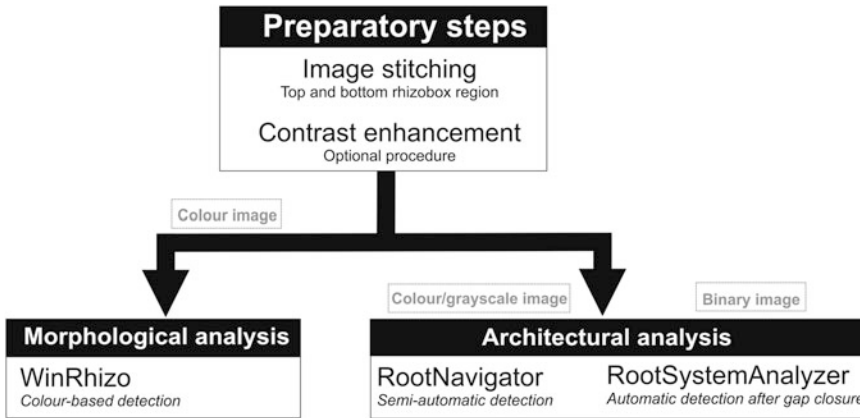 Preparatory steps
Image stitching
Top and bottom rhizobox region
Contrast enhancement
Optional procedure
Colour image
Colour/grayscale image
Binary image
Morphological analysis
WinRhizo
Colour-based detection
Architectural analysis
RootNavigator
Semi-automatic detection
RootSystemAnalyzer
Automatic detection after gap closure